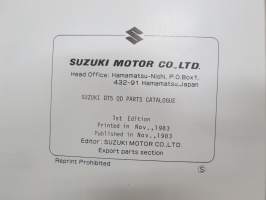 SUZUKI MOTOR CO.,LTD.
Head Office: Hamamatsu-Nishi, P.O.Box1,
432-91 Hamamatsu,Japan
SUZUKI DT5 OD PARTS CATALOGUE
1st Edition
Printed in Nov.,1983
Published in Nov.,1983
Editor: SUZUKI MOTOR CO.,LTD.
Export parts section
Reprint Prohibited
S